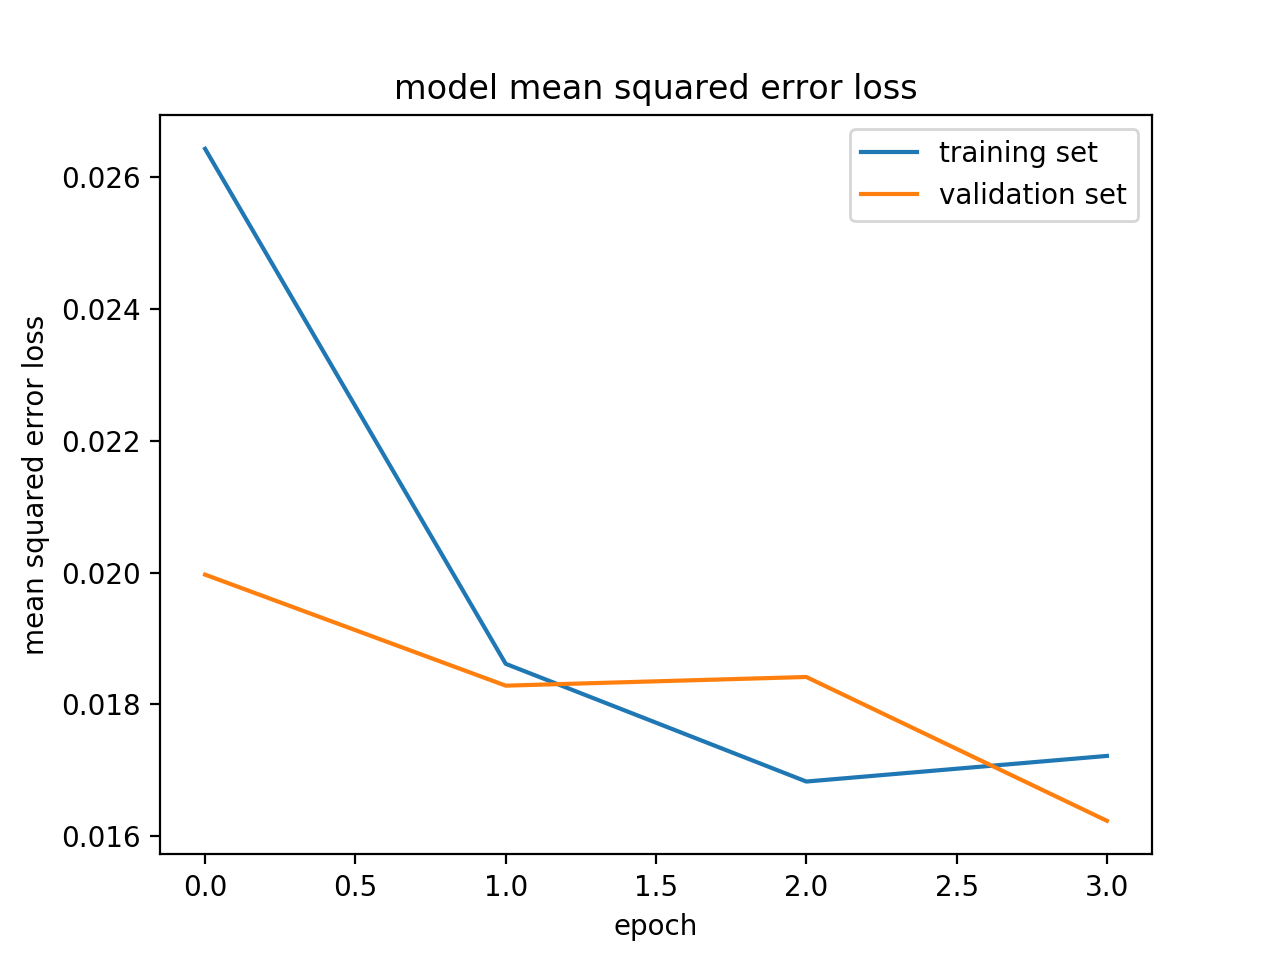 model mean squared error loss
training set
validation set
0.026
0.024
0.022
0.020
0.018
0.016
mean squared error loss
0.0 0.5 1.0 1.5 2.0 2.5 3.0
epoch